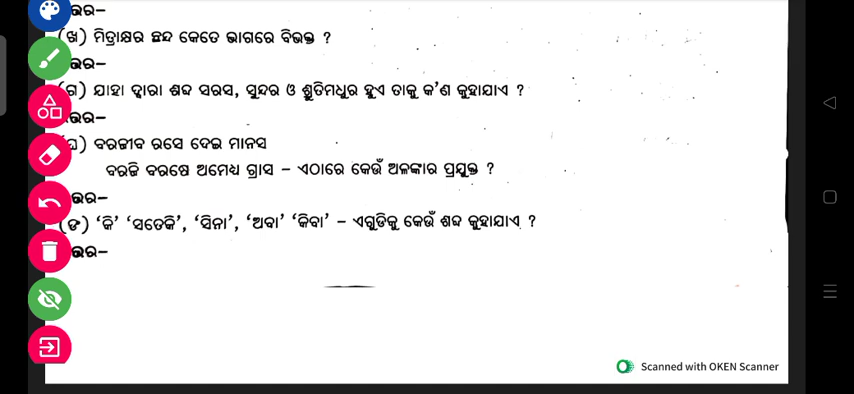 ଉତ୍ତର–
(ଖ) ମିତ୍ରାକ୍ଷର ଛନ୍ଦ କେତେ ଭାଗରେ ବିଭକ୍ତ ?
ଉତ୍ତର–
(ଗ) ଯାହା ଦ୍ୱାରା ଶବ୍ଦ ସରସ, ସୁନ୍ଦର ଓ ଶ୍ରୁତିମଧୁର ହୁଏ ତାକୁ କ'ଣ କୁହାଯାଏ ?
ଉତ୍ତର–
(ଘ) ବରଜୀବ ରସେ ଦେଇ ମାନସ
ବରଜି ବରଷେ ଅମେଧ୍ୟ ଗ୍ରାସ – ଏଠାରେ କେଉଁ ଅଳଙ୍କାର ପ୍ରଯୁକ୍ତ ?
ଉତ୍ତର–
(ଙ) 'କି' 'ସତେକି', 'ସିନା', 'ଅବା' 'କିବା' – ଏଗୁଡିକୁ କେଉଁ ଶବ୍ଦ କୁହାଯାଏ ?
ଉତ୍ତର–
Scanned with OKEN Scanner